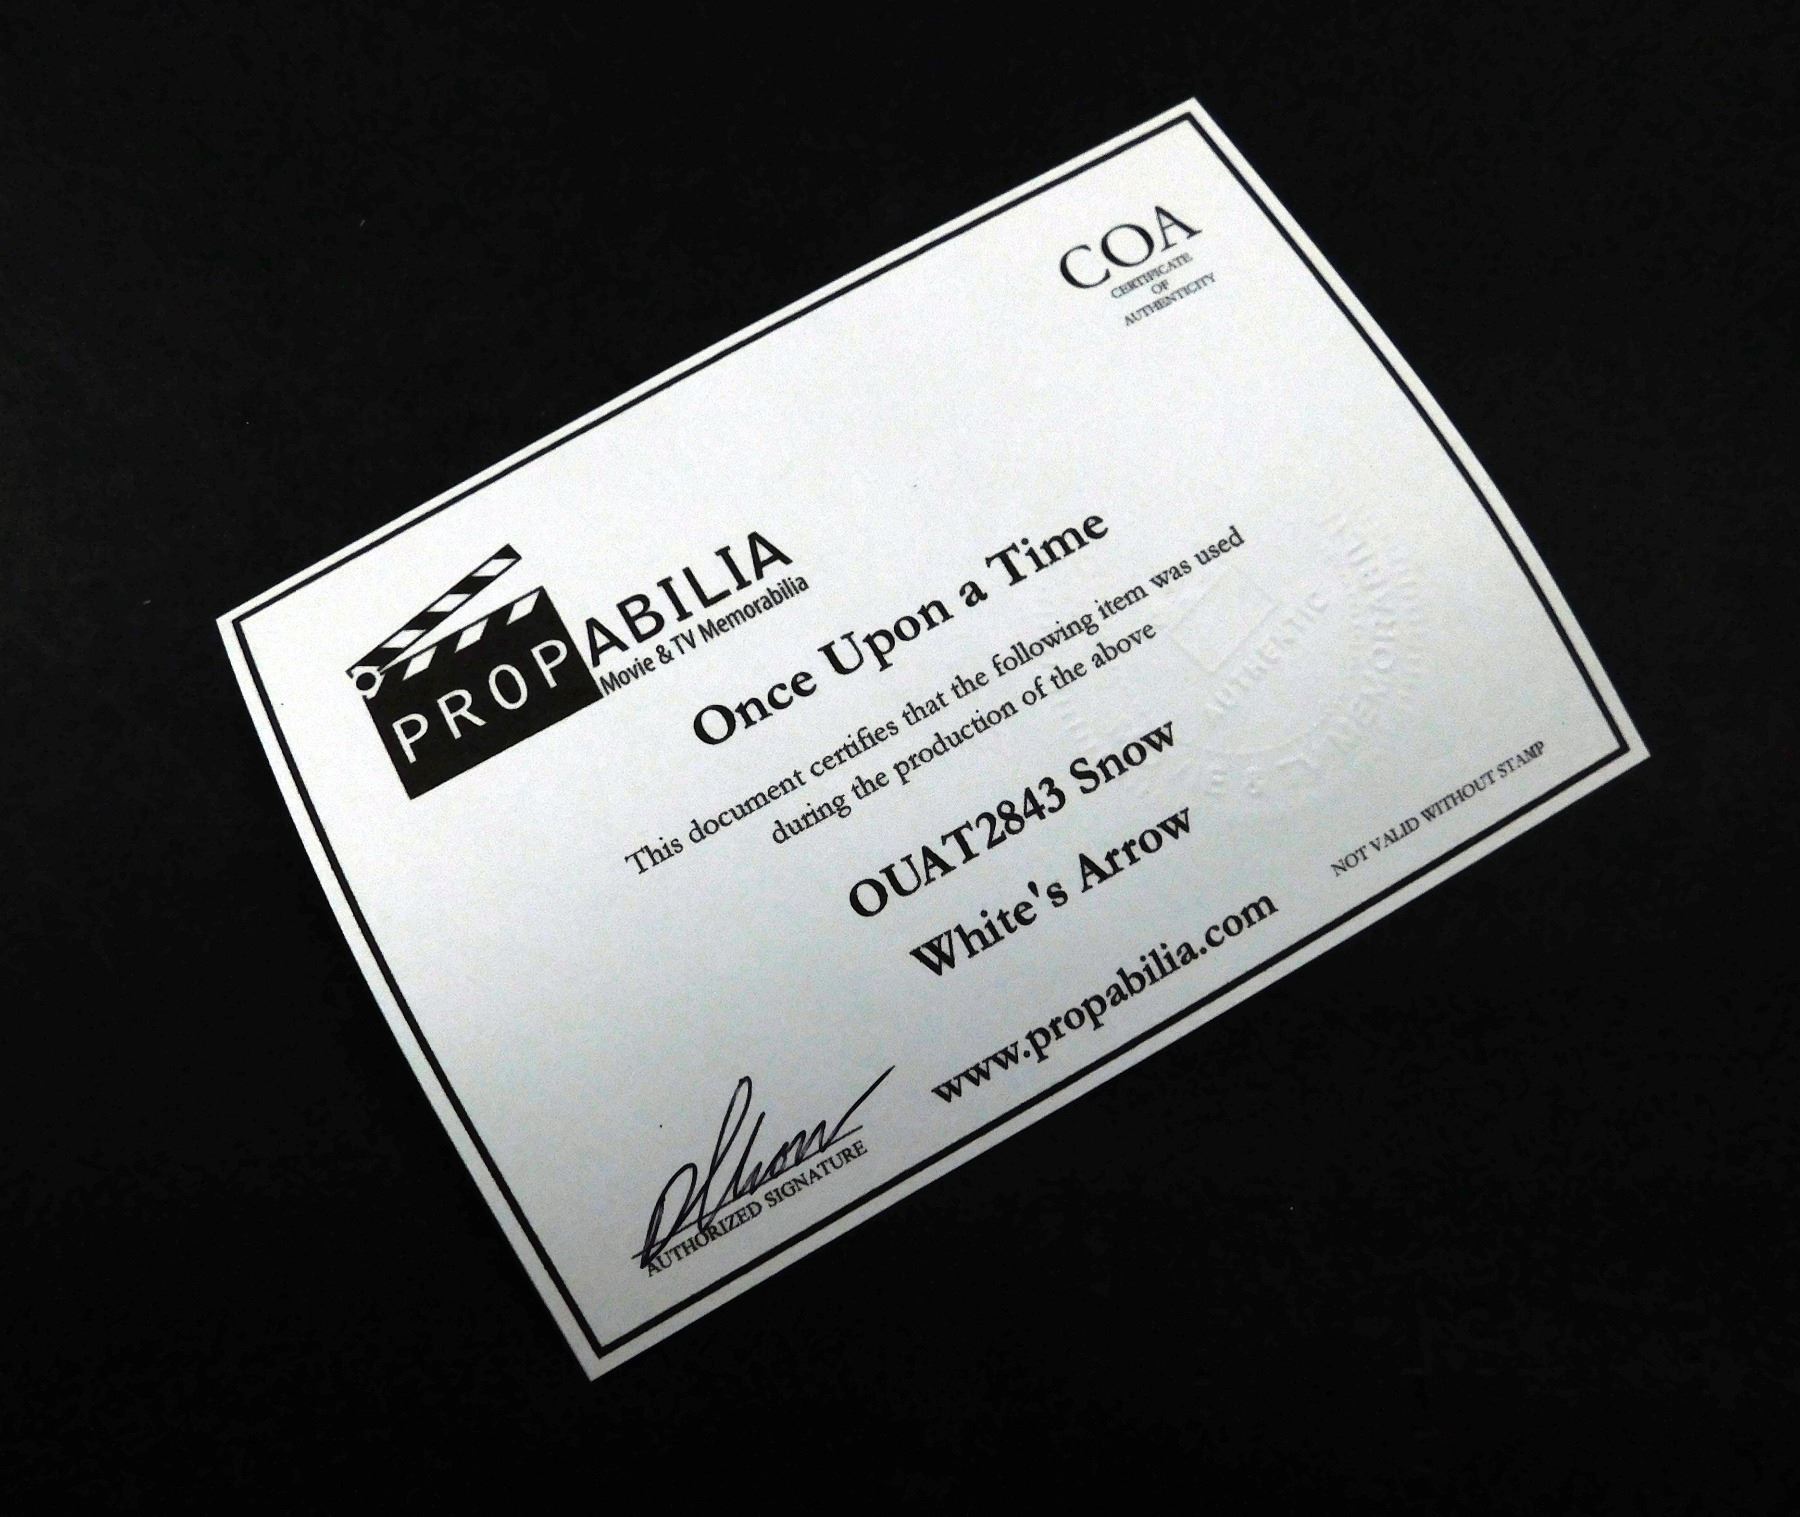 COA
CERTIFICATE
OF
AUTHENTICITY
PROPABILIA
Movie & TV Memorabilia
Once Upon a Time
This document certifies that the following item was used
during the production of the above
OUAT2843 Snow
White's Arrow
www.propabilia.com
AUTHENTIC
NOT VALID WITHOUT STAMP
AUTHORIZED SIGNATURE